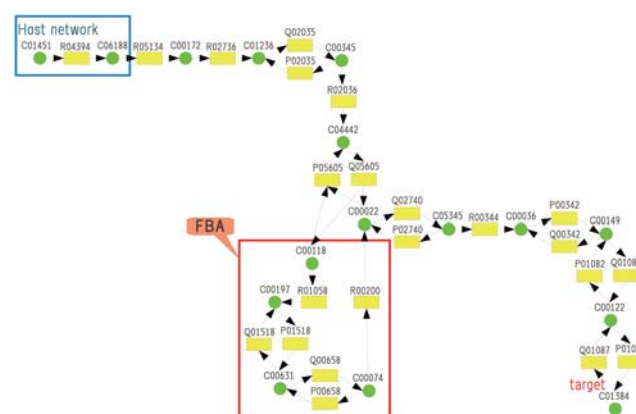 Host network
C01451 R04394 C06188 R05134 C00172 R02736 C01236 Q02035 C00345
P02035
R02036
C04442
P05605 Q05605
C00022 Q02740
P02740 C05345 R00344 C00036 P00342 C00149
Q00342
FBA
C00118
C00197 R01058 R00200
Q01518 P01518
Q00658
C00631 P00658 C00074
P01082 Q0108
C00122
Q01087 P010
target
C01384